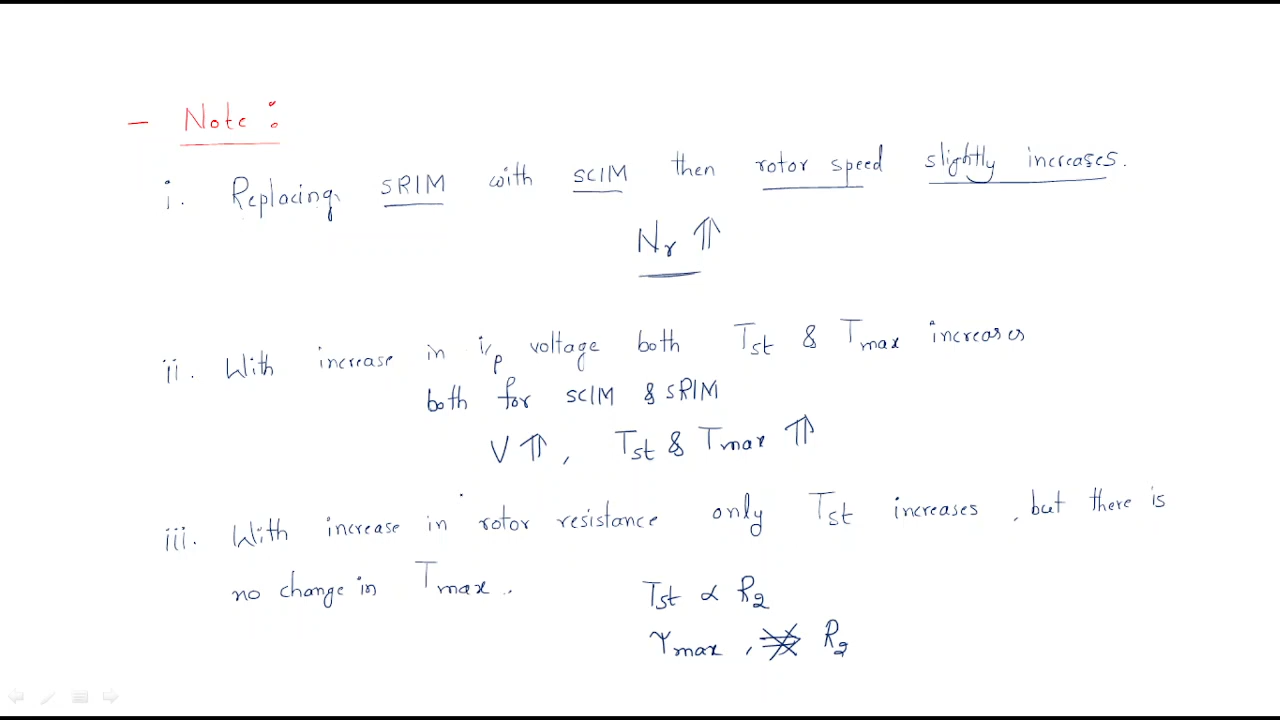 - Note :
i. Replacing SRIM with SCIM then rotor speed slightly increases.
Nr ⇑
ii. With increase in i/p voltage both Tst & Tmax increases
both for SCIM & SRIM
V ⇑, Tst & Tmax ⇑
iii. With increase in rotor resistance only Tst increases, but there is
no change in Tmax.
Tst ∝ R2
Tmax, R2